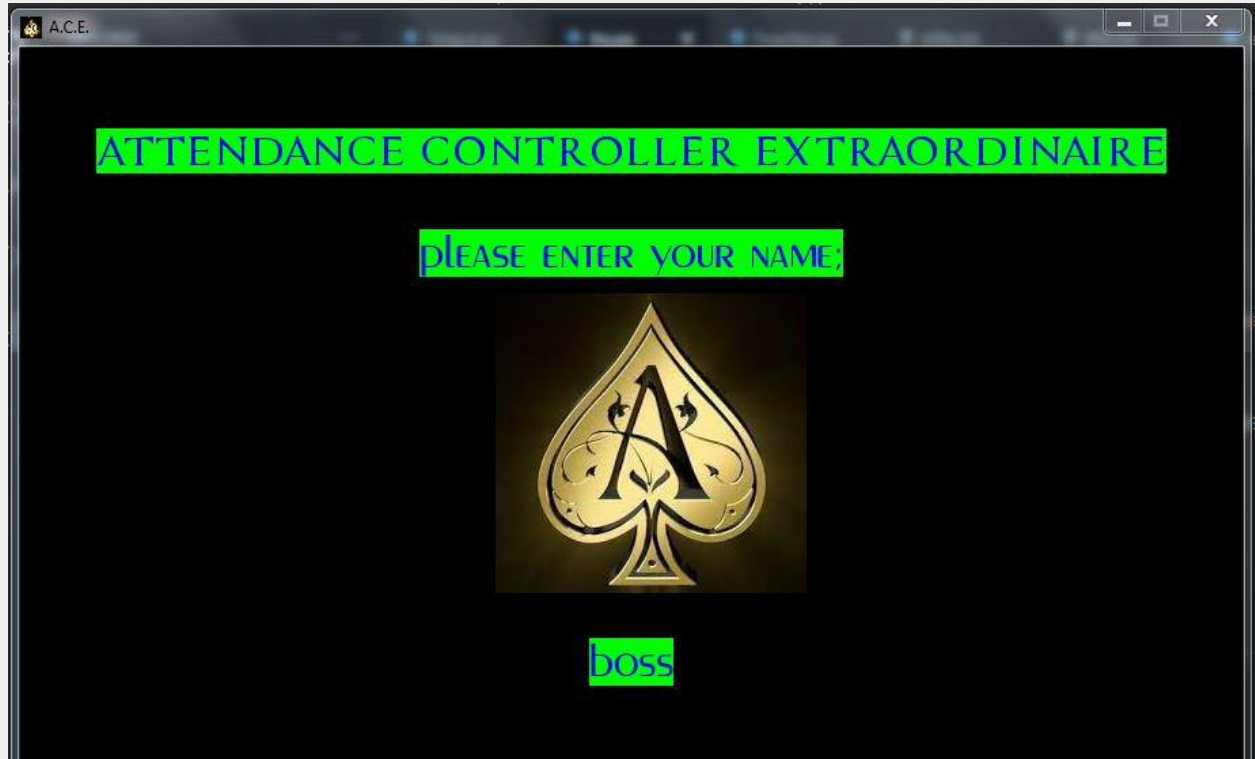 A.C.E.
ATTENDANCE CONTROLLER EXTRAORDINAIRE
please enter your name;
A
boss